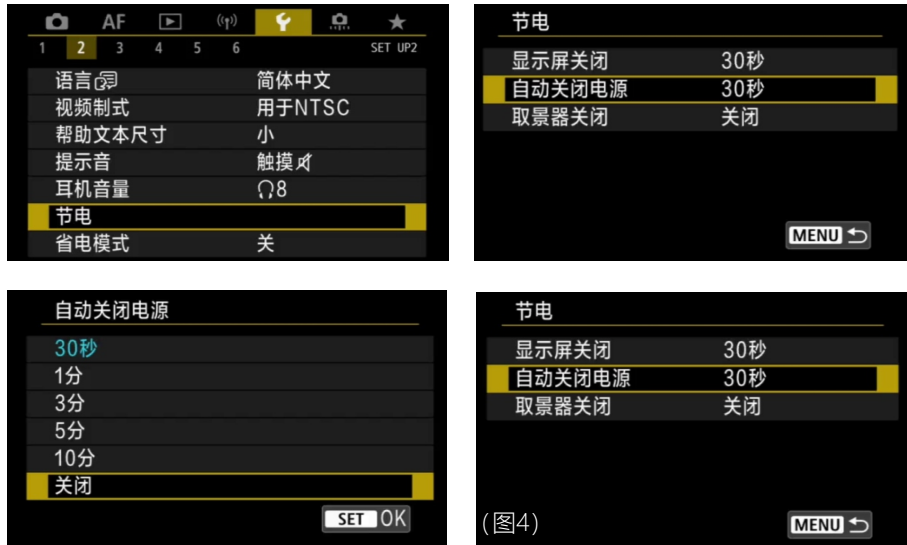 AF
1 2 3 4 5 6 SET UP2
语言 简体中文
视频制式 用于NTSC
帮助文本尺寸 小
提示音 触摸
耳机音量 8
节电
省电模式 关
节电
显示屏关闭 30秒
自动关闭电源 30秒
取景器关闭 关闭
MENU
自动关闭电源
30秒
1分
3分
5分
10分
关闭
SET OK
节电
显示屏关闭 30秒
自动关闭电源 30秒
取景器关闭 关闭
(图4)
MENU